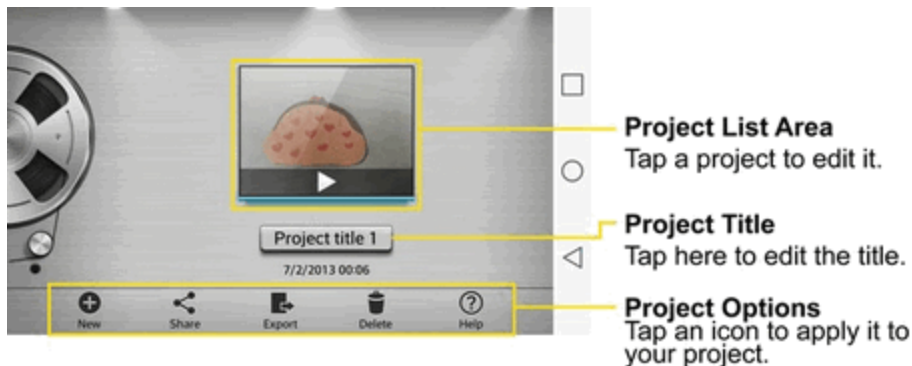 Project List Area
Tap a project to edit it.
Project title 1
7/2/2013 00:06
Project Title
Tap here to edit the title.
New
Share
Export
Delete
Help
Project Options
Tap an icon to apply it to
your project.